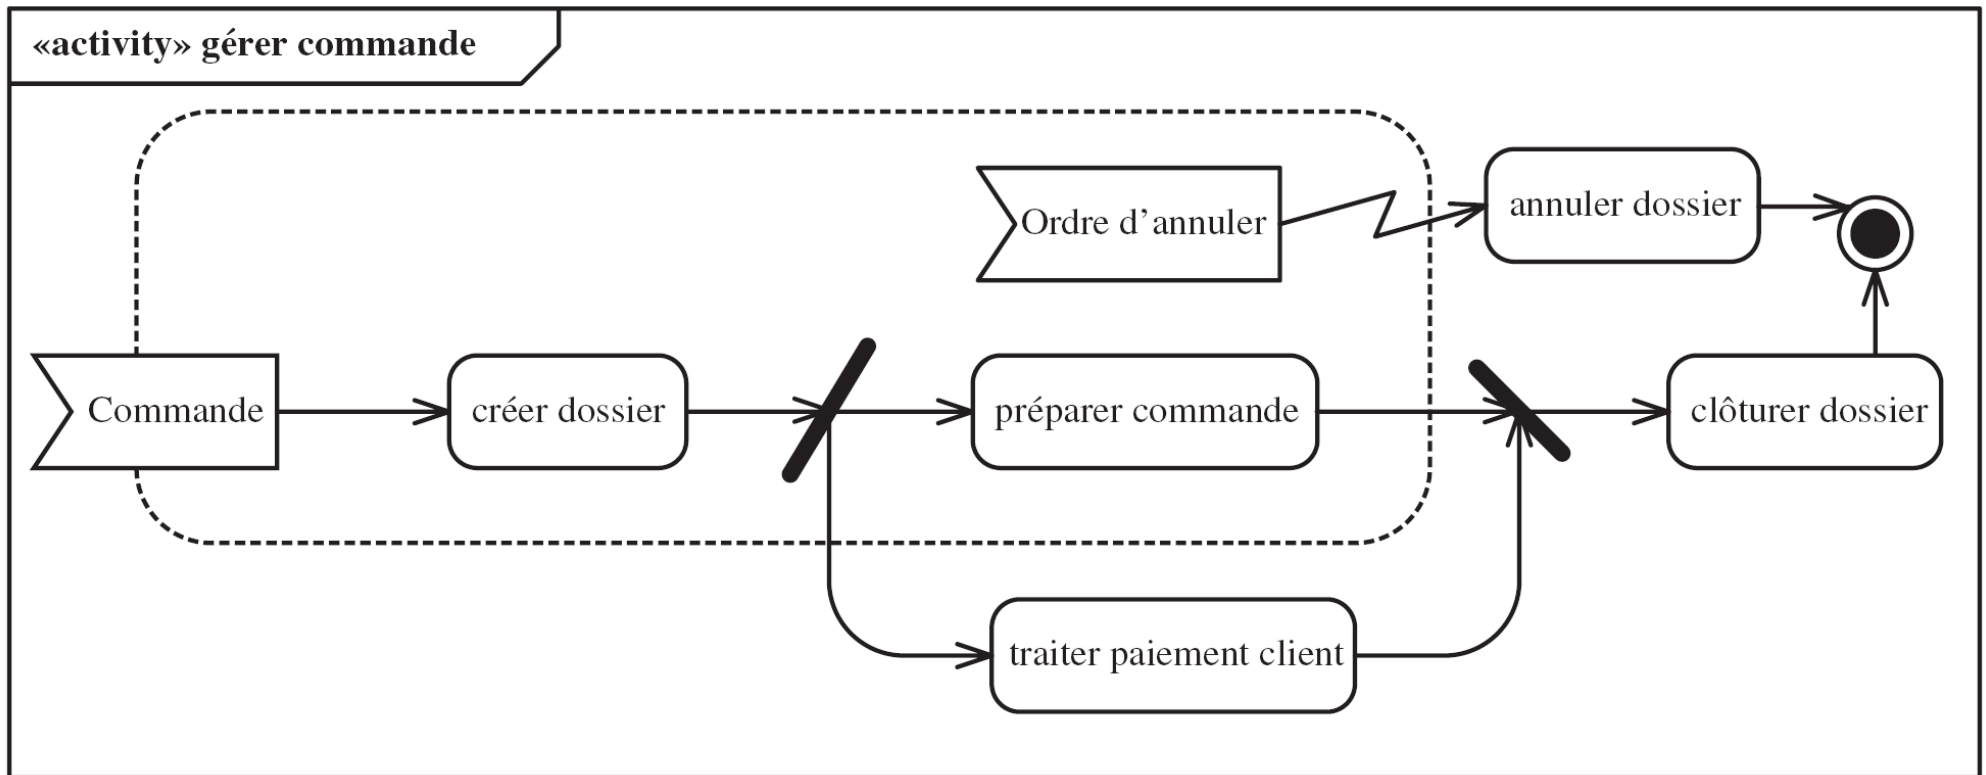 «activity» gérer commande
Ordre d’annuler
annuler dossier
Commande
créer dossier
préparer commande
clôturer dossier
traiter paiement client